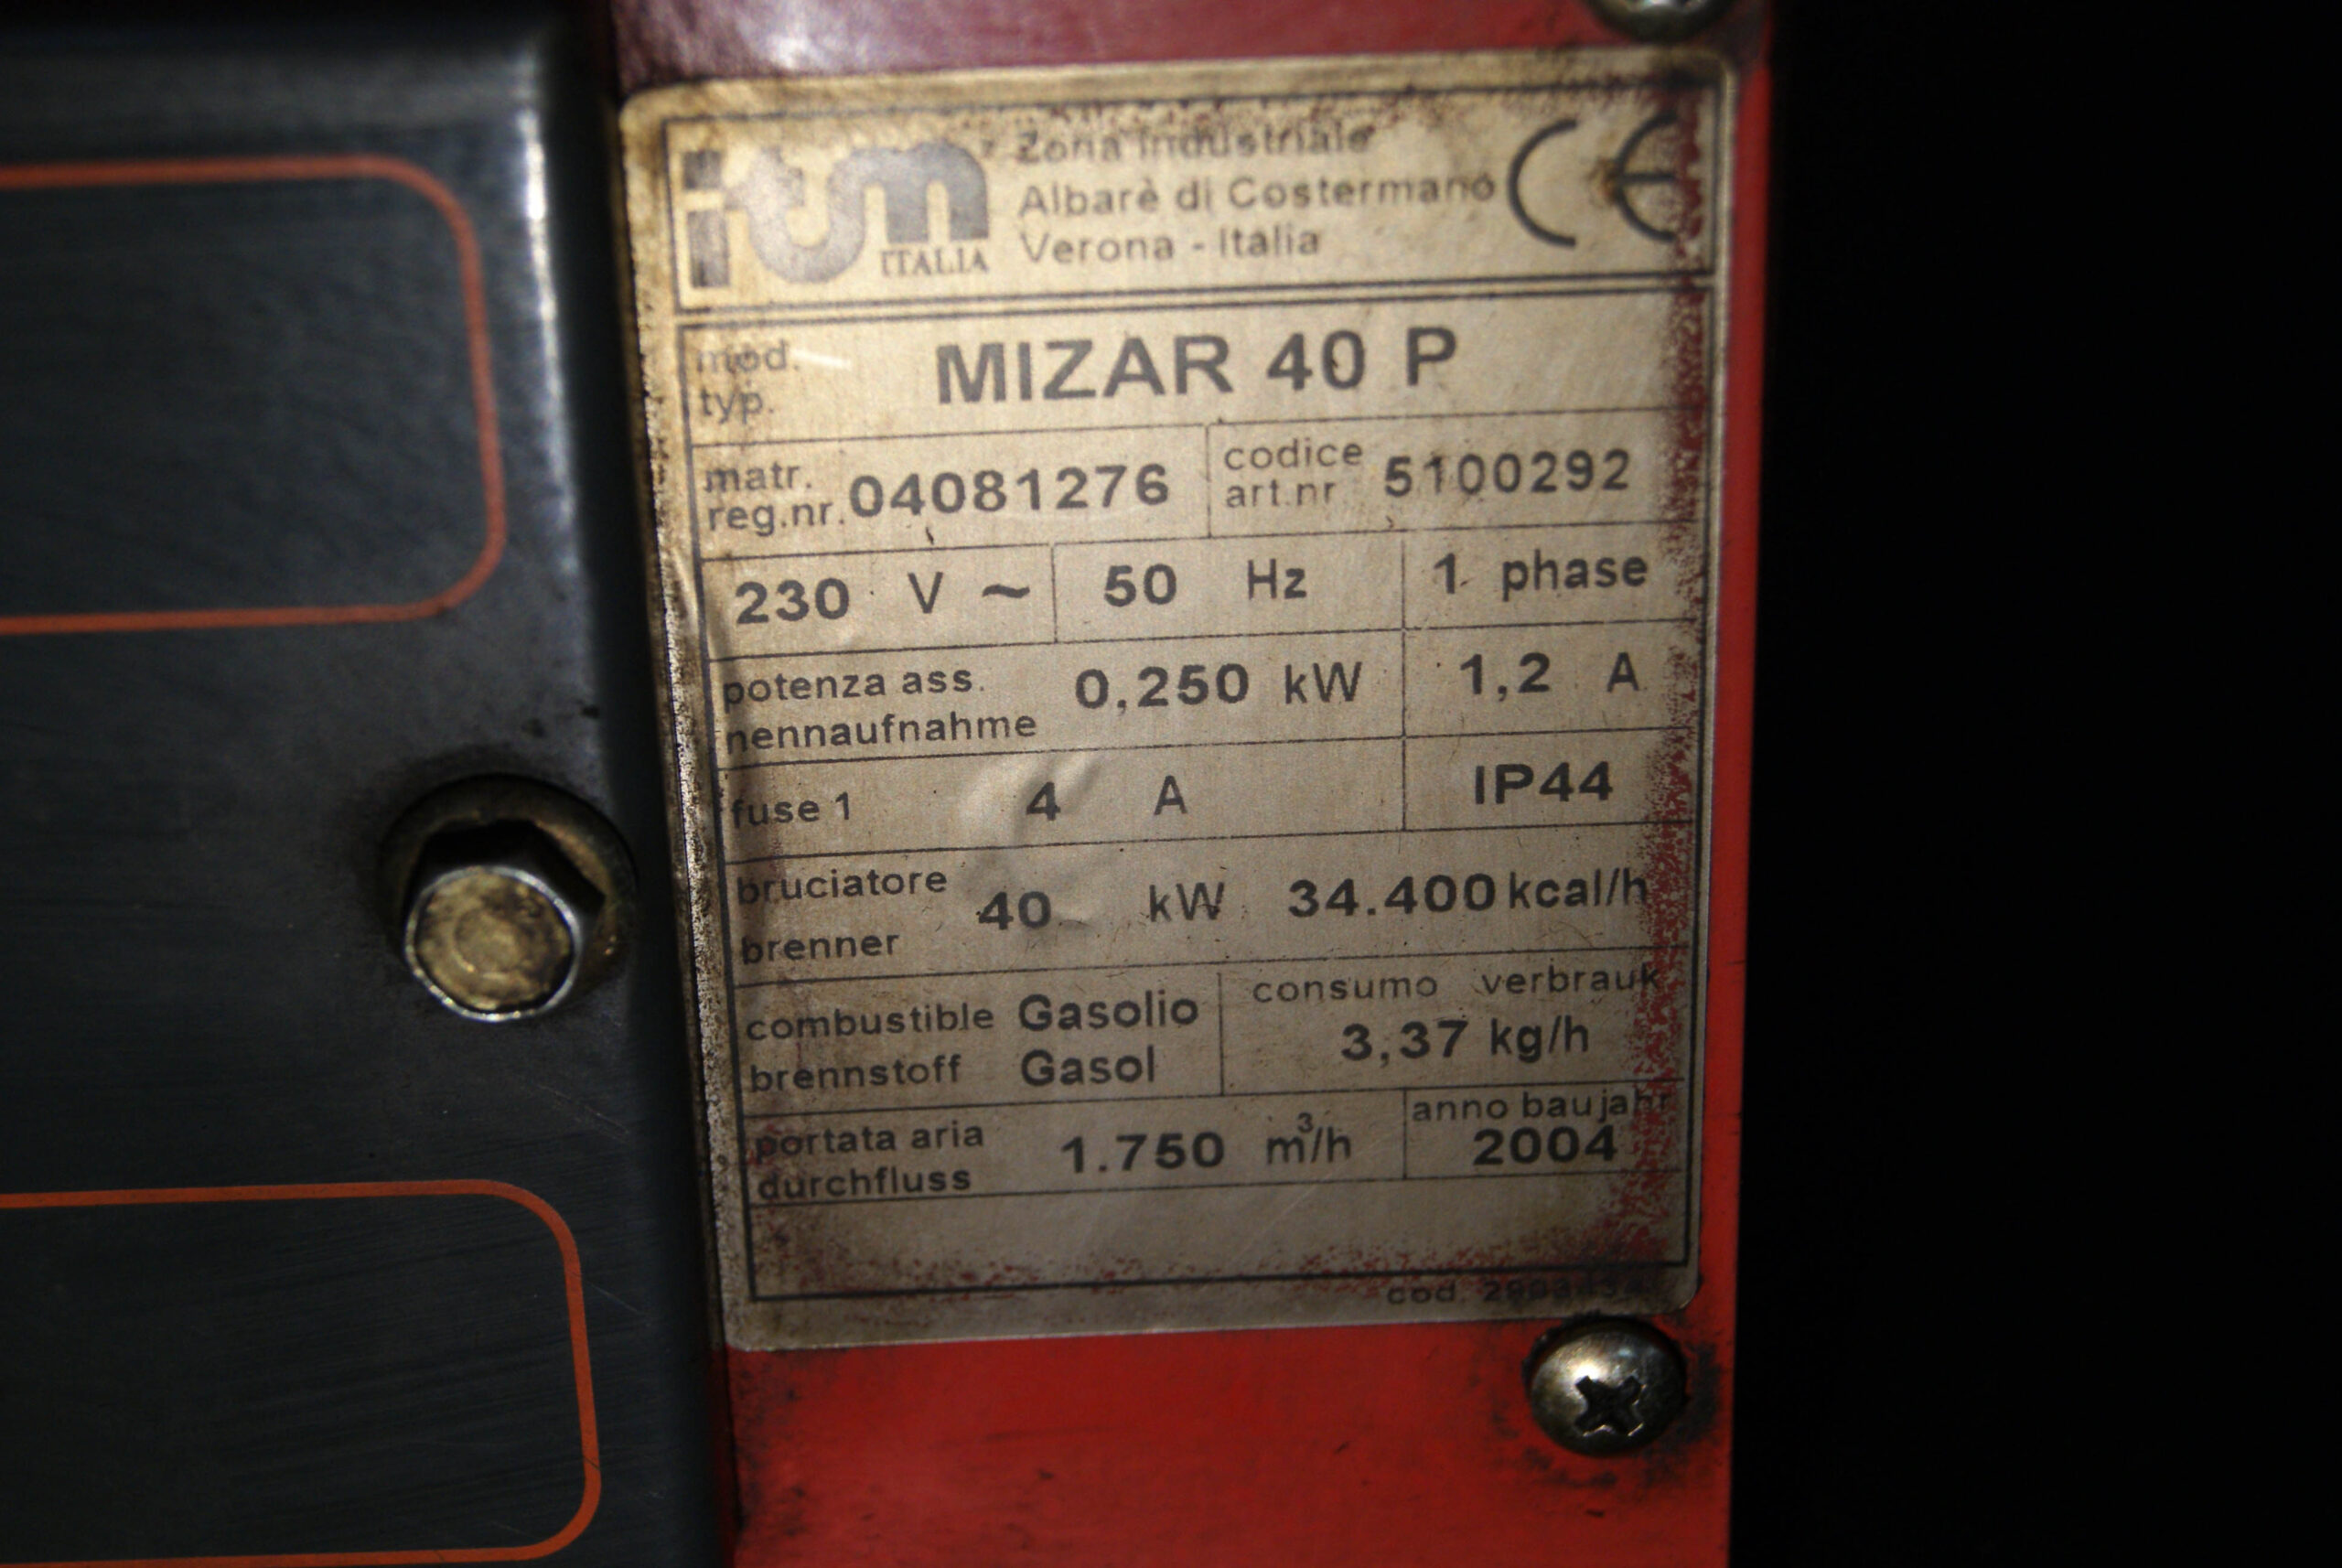 itm
ITALIA
Zona Industriale
Albarè di Costermano
Verona - Italia
CE
mod.
typ.
MIZAR 40 P
matr.
reg.nr.
04081276
codice
art.nr
5100292
230 V ~
50 Hz
1 phase
potenza ass.
nennaufnahme
0,250 kW
1,2 A
fuse 1 4 A
IP44
bruciatore
brenner
40 kW 34.400 kcal/h
combustible Gasolio
brennstoff Gasol
consumo verbrauk
3,37 kg/h
portata aria
durchfluss
1.750 m³/h
anno baujahr
2004
cod.